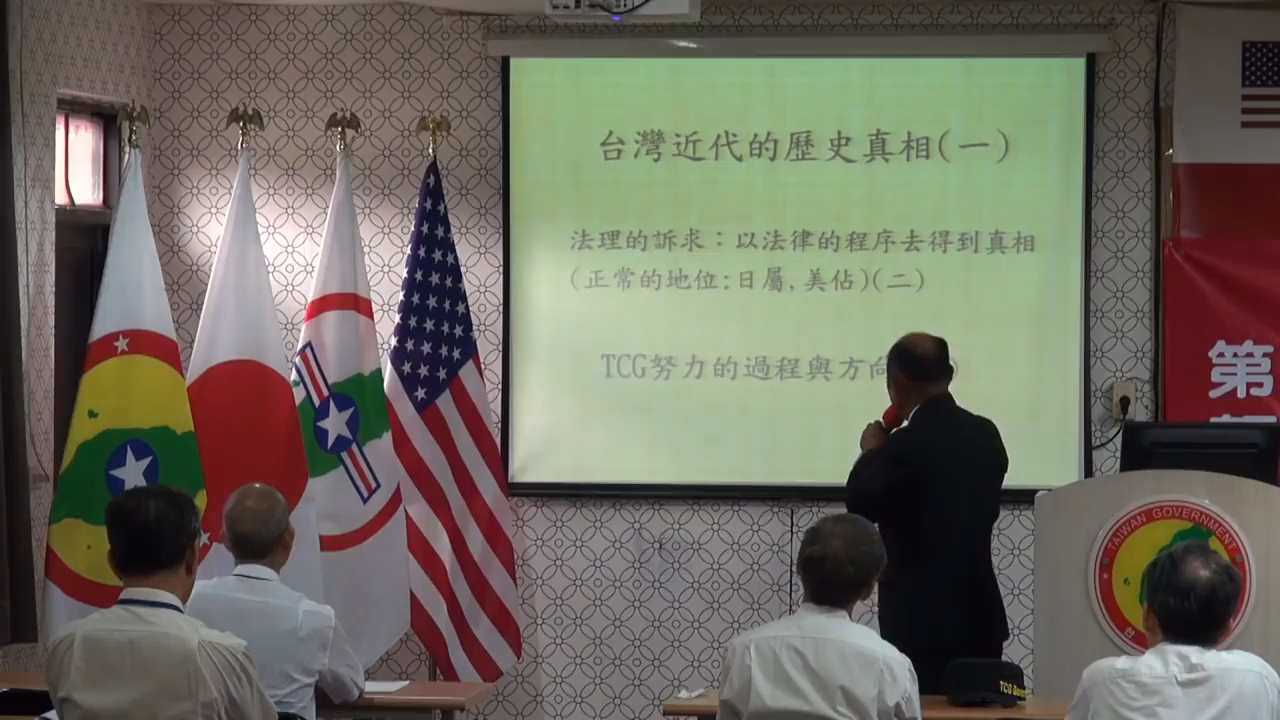 台灣近代的歷史真相(一)
法理的訴求：以法律的程序去得到真相
(正常的地位:日屬,美佔)(二)
TCG努力的過程與方向
第
TAIWAN GOVERNMENT
TCG